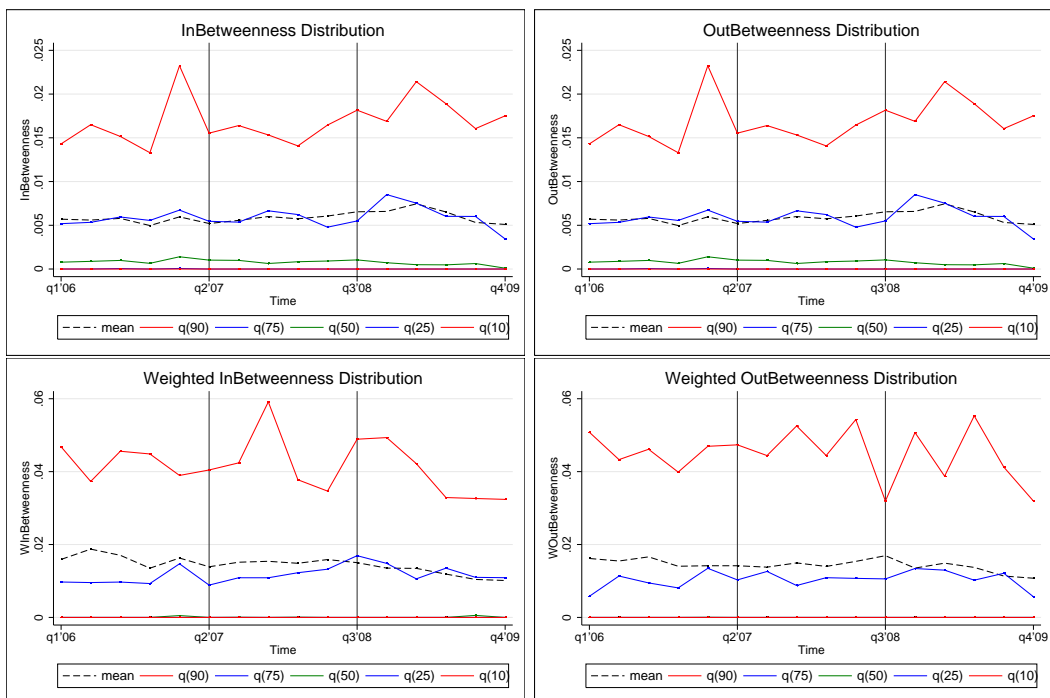 InBetweenness Distribution
InBetweenness
.025
.02
.015
.01
.005
0
q1'06 q2'07 q3'08 q4'09
Time
mean q(90) q(75) q(50) q(25) q(10)
OutBetweenness Distribution
OutBetweenness
.025
.02
.015
.01
.005
0
q1'06 q2'07 q3'08 q4'09
Time
mean q(90) q(75) q(50) q(25) q(10)
Weighted InBetweenness Distribution
WInBetweenness
.06
.04
.02
0
q1'06 q2'07 q3'08 q4'09
Time
mean q(90) q(75) q(50) q(25) q(10)
Weighted OutBetweenness Distribution
WOutBetweenness
.06
.04
.02
0
q1'06 q2'07 q3'08 q4'09
Time
mean q(90) q(75) q(50) q(25) q(10)